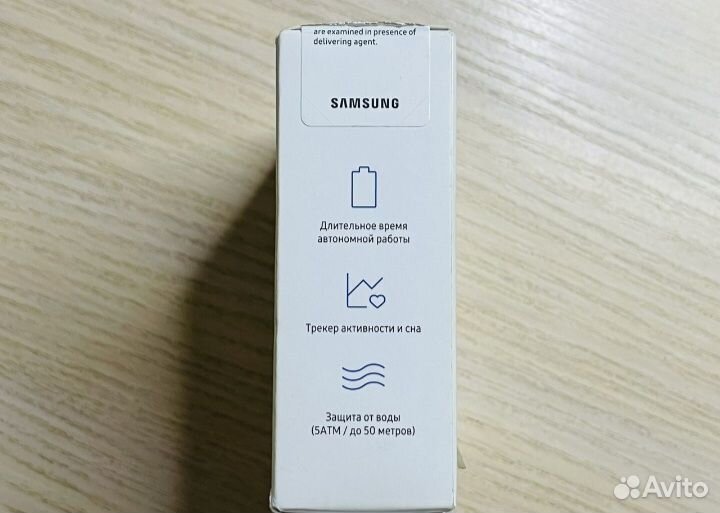 are examined in presence of
delivering agent.
SAMSUNG
Длительное время
автономной работы
Трекер активности и сна
Защита от воды
(5ATM / до 50 метров)
Avito